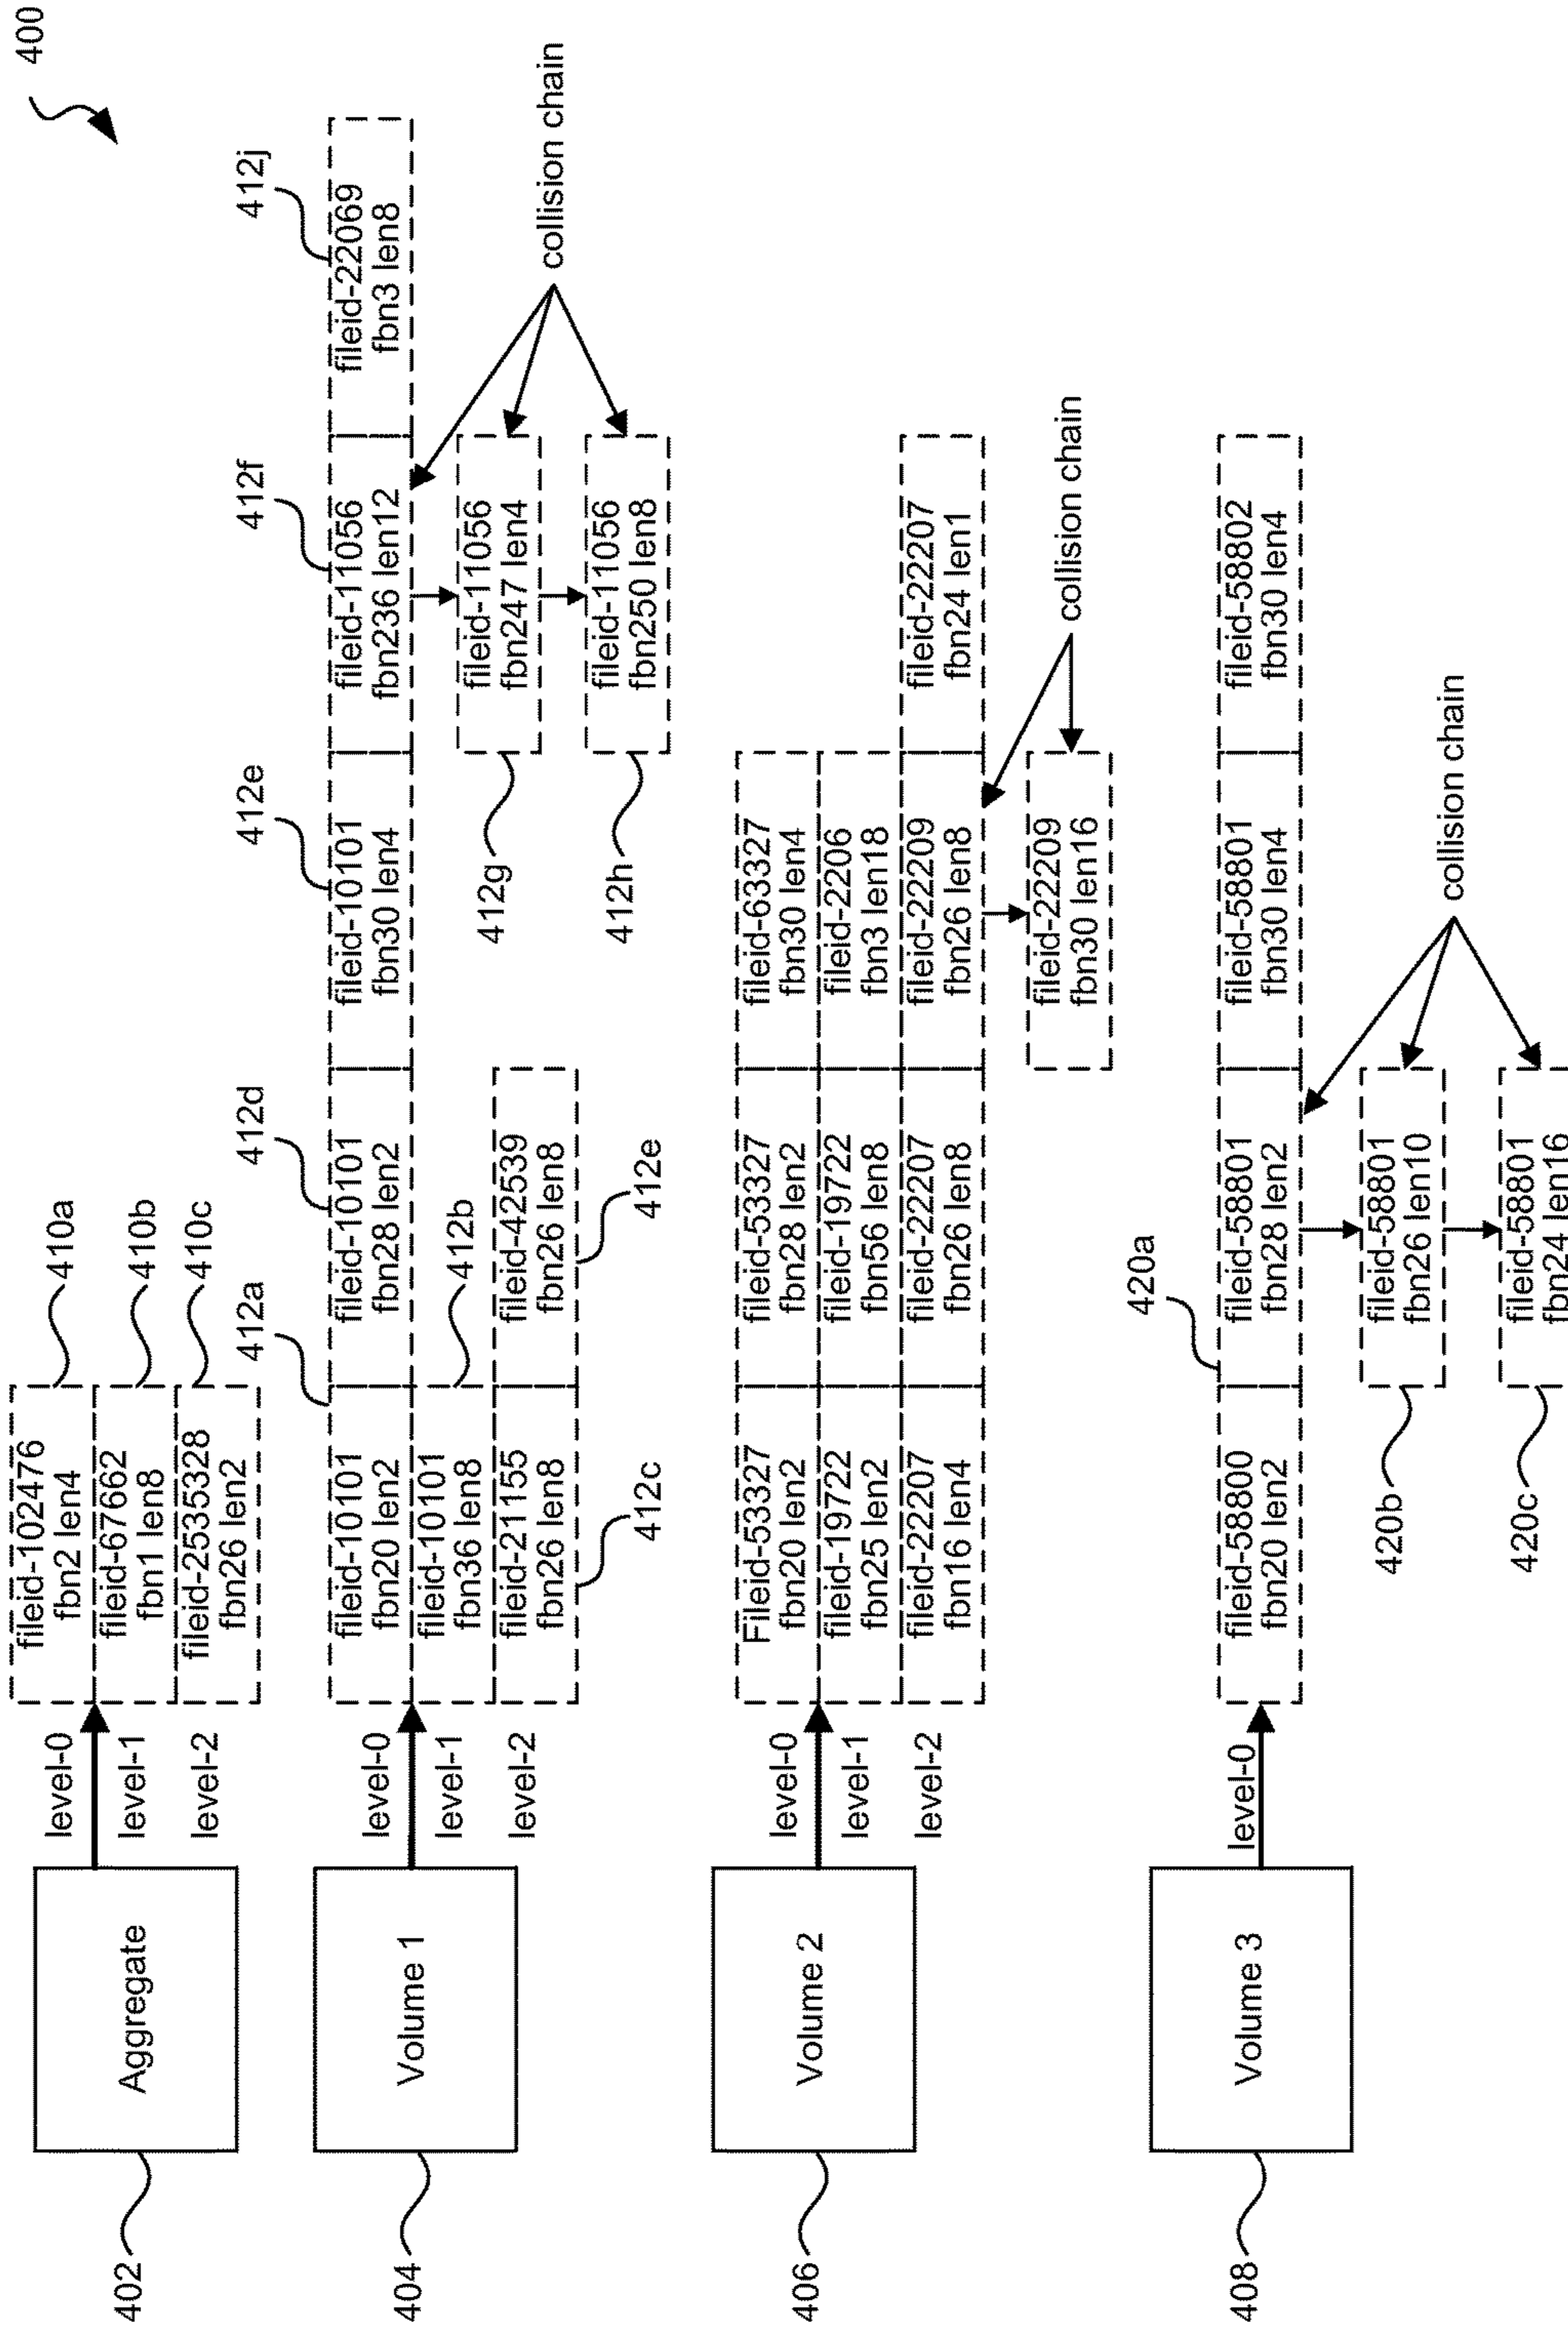 400
402
Aggregate
level-0
level-1
level-2
fileid-102476
fbn2 len4
fileid-67662
fbn1 len8
fileid-2535328
fbn26 len2
410a
410b
410c
404
Volume 1
level-0
level-1
level-2
412a
412d
412e
412f
412j
fileid-10101
fbn20 len2
fileid-10101
fbn28 len2
fileid-10101
fbn30 len4
fileid-11056
fbn236 len12
fileid-22069
fbn3 len8
fileid-10101
fbn36 len8
412b
fileid-21155
fbn26 len8
fileid-42539
fbn26 len8
412c
412e
412g
fileid-11056
fbn247 len4
412h
fileid-11056
fbn250 len8
collision chain
406
Volume 2
level-0
level-1
level-2
Fileid-53327
fbn20 len2
fileid-53327
fbn28 len2
fileid-63327
fbn30 len4
fileid-19722
fbn25 len2
fileid-19722
fbn56 len8
fileid-2206
fbn3 len18
fileid-22207
fbn16 len4
fileid-22207
fbn26 len8
fileid-22209
fbn26 len8
fileid-22207
fbn24 len1
fileid-22209
fbn30 len16
collision chain
408
Volume 3
level-0
420a
fileid-58800
fbn20 len2
fileid-58801
fbn28 len2
fileid-58801
fbn30 len4
fileid-58802
fbn30 len4
420b
fileid-58801
fbn26 len10
420c
fileid-58801
fbn24 len16
collision chain